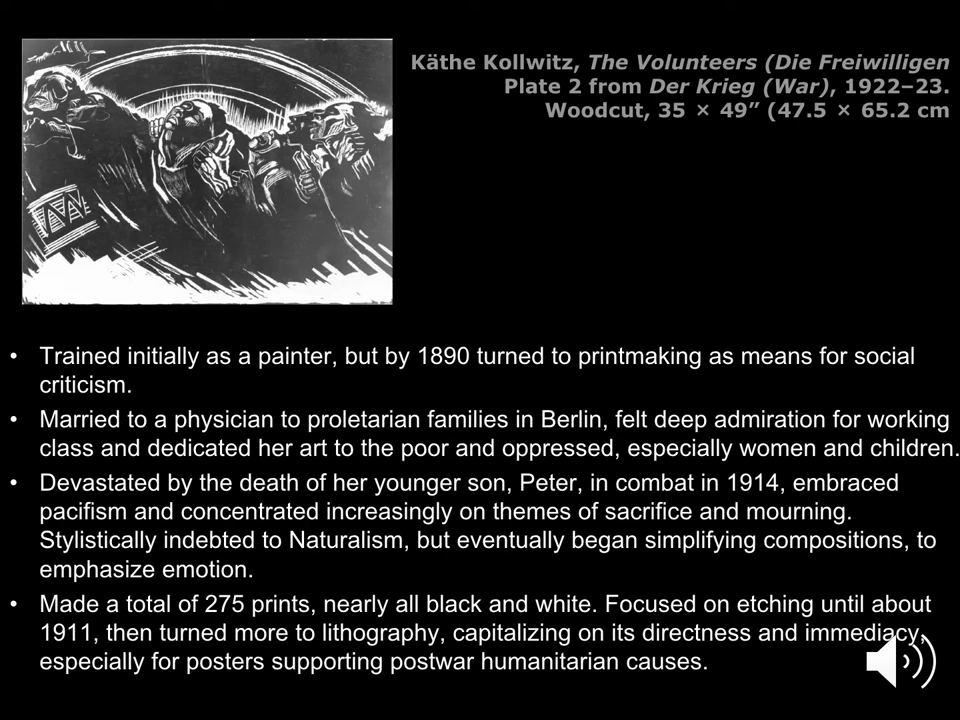 Käthe Kollwitz, The Volunteers (Die Freiwilligen
Plate 2 from Der Krieg (War), 1922–23.
Woodcut, 35 × 49” (47.5 × 65.2 cm
• Trained initially as a painter, but by 1890 turned to printmaking as means for social
criticism.
• Married to a physician to proletarian families in Berlin, felt deep admiration for working
class and dedicated her art to the poor and oppressed, especially women and children.
• Devastated by the death of her younger son, Peter, in combat in 1914, embraced
pacifism and concentrated increasingly on themes of sacrifice and mourning.
Stylistically indebted to Naturalism, but eventually began simplifying compositions, to
emphasize emotion.
• Made a total of 275 prints, nearly all black and white. Focused on etching until about
1911, then turned more to lithography, capitalizing on its directness and immediacy,
especially for posters supporting postwar humanitarian causes.